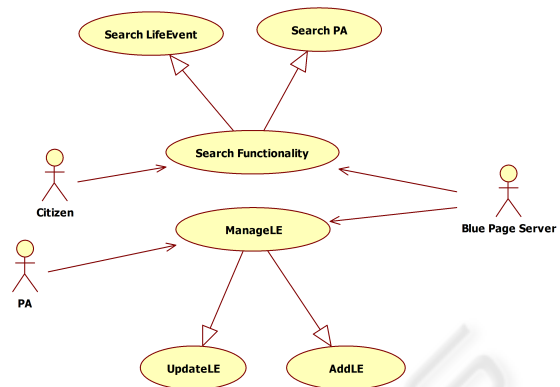 Search LifeEvent
Search PA
Search Functionality
Citizen
Blue Page Server
ManageLE
PA
UpdateLE
AddLE